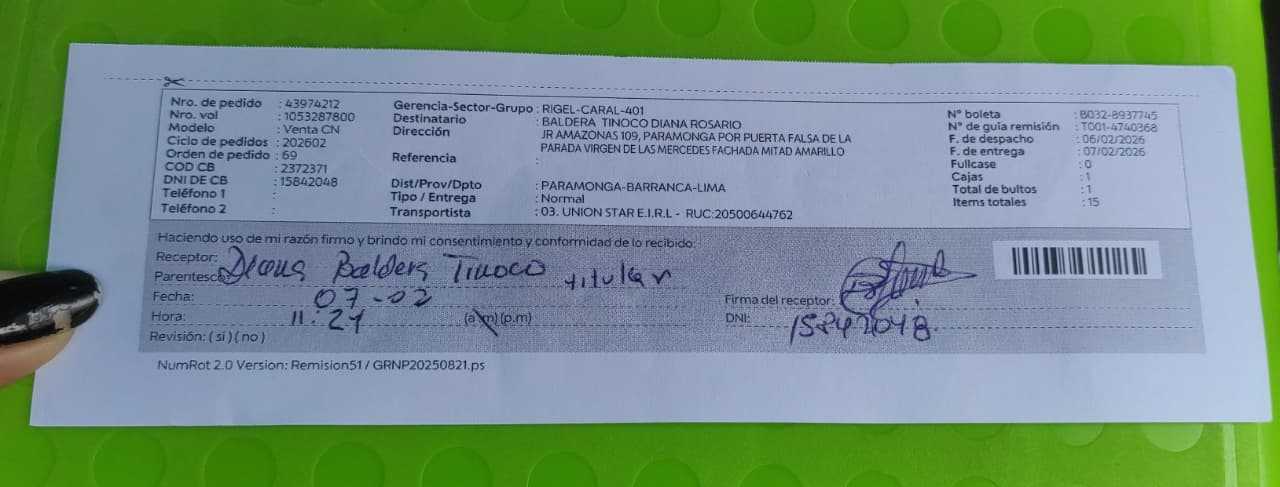 Nro. de pedido : 43974212
Nro. vol : 1053287800
Modelo : Venta CN
Ciclo de pedidos : 202602
Orden de pedido : 69
COD CB : 2372371
DNI DE CB : 15842048
Teléfono 1 :
Teléfono 2 :
Gerencia-Sector-Grupo : RIGEL-CARAL-401
Destinatario : BALDERA TINOCO DIANA ROSARIO
Dirección : JR AMAZONAS 109, PARAMONGA POR PUERTA FALSA DE LA
PARADA VIRGEN DE LAS MERCEDES FACHADA MITAD AMARILLO
Referencia :
Dist/Prov/Dpto : PARAMONGA-BARRANCA-LIMA
Tipo / Entrega : Normal
Transportista : 03. UNION STAR E.I.R.L - RUC:20500644762
N° boleta : B032-8937745
N° de guía remisión : T001-4740368
F. de despacho : 06/02/2026
F. de entrega : 07/02/2026
Fullcase : 0
Cajas : 1
Total de bultos : 1
Items totales : 15
Haciendo uso de mi razón firmo y brindo mi consentimiento y conformidad de lo recibido:
Receptor: Diana Baldera Tinoco
Parentesco: titular
Fecha: 07-02
Hora: 11:21 (a.m) (p.m)
Revisión: ( si ) ( no )
Firma del receptor:
DNI: 15842048
NumRot 2.0 Version: Remision51 / GRNP20250821.ps